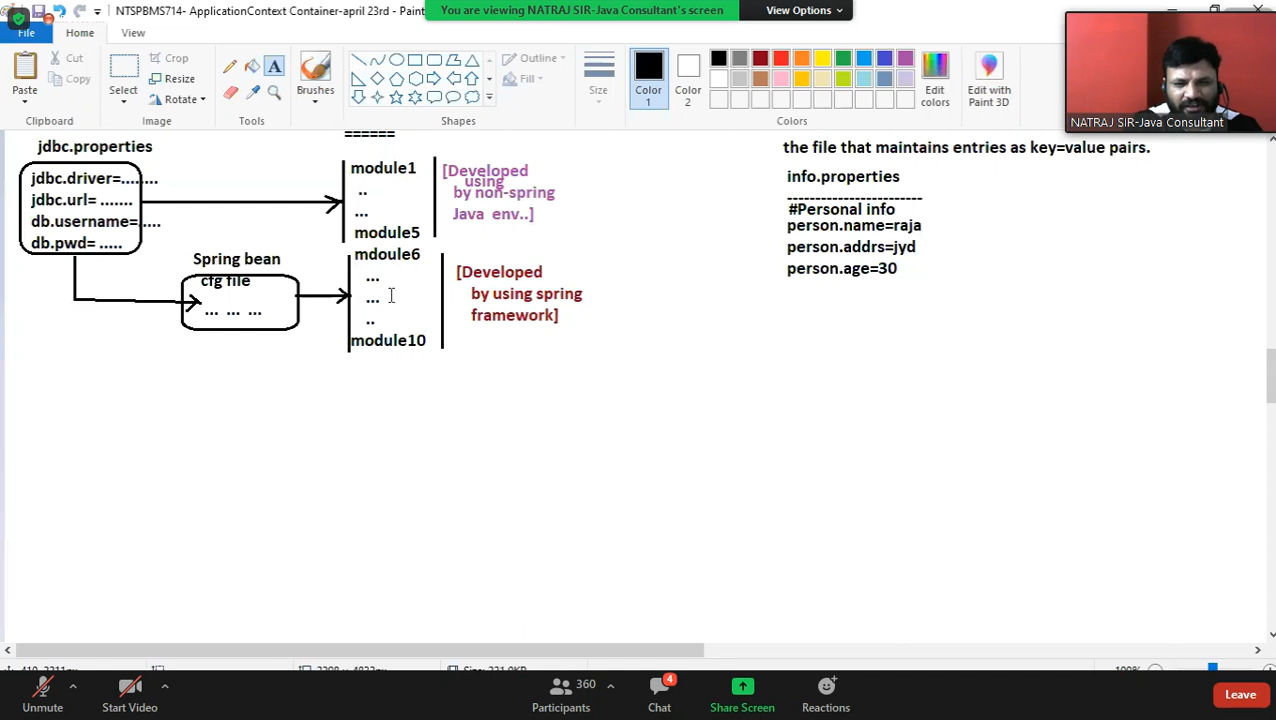 NTSPBMS714- ApplicationContext Container-april 23rd - Paint
You are viewing NATRAJ SIR-Java Consultant's screen
View Options
File
Home
View
Paste
Cut
Copy
Clipboard
Select
Crop
Resize
Rotate
Image
A
Tools
Brushes
Outline
Fill
Shapes
Size
Color
1
Color
2
Edit
colors
Edit with
Paint 3D
Colors
NATRAJ SIR-Java Consultant
======
jdbc.properties
jdbc.driver=........
jdbc.url= .......
db.username=.....
db.pwd= .....
Spring bean
cfg file
... ... ...
module1
..
...
module5
mdoule6
...
...
..
module10
[Developed
using
by non-spring
Java env..]
[Developed
by using spring
framework]
the file that maintains entries as key=value pairs.
info.properties
-----------------------
#Personal info
person.name=raja
person.addrs=jyd
person.age=30
100%
Unmute
Start Video
360
Participants
4
Chat
Share Screen
Reactions
Leave